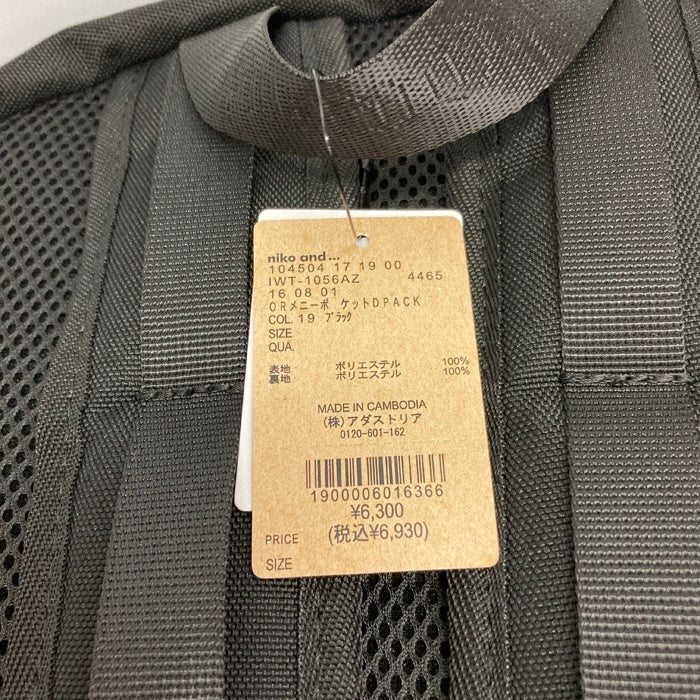 niko and...
104504 17 19 00
IWT-1056AZ 4465
16 08 01
ORメニーポケットDPACK
COL. 19 ブラック
SIZE
QUA.
表地 ポリエステル 100%
裏地 ポリエステル 100%
MADE IN CAMBODIA
(株)アダストリア
0120-601-162
1900006016366
¥6,300
PRICE (税込¥6,930)
SIZE